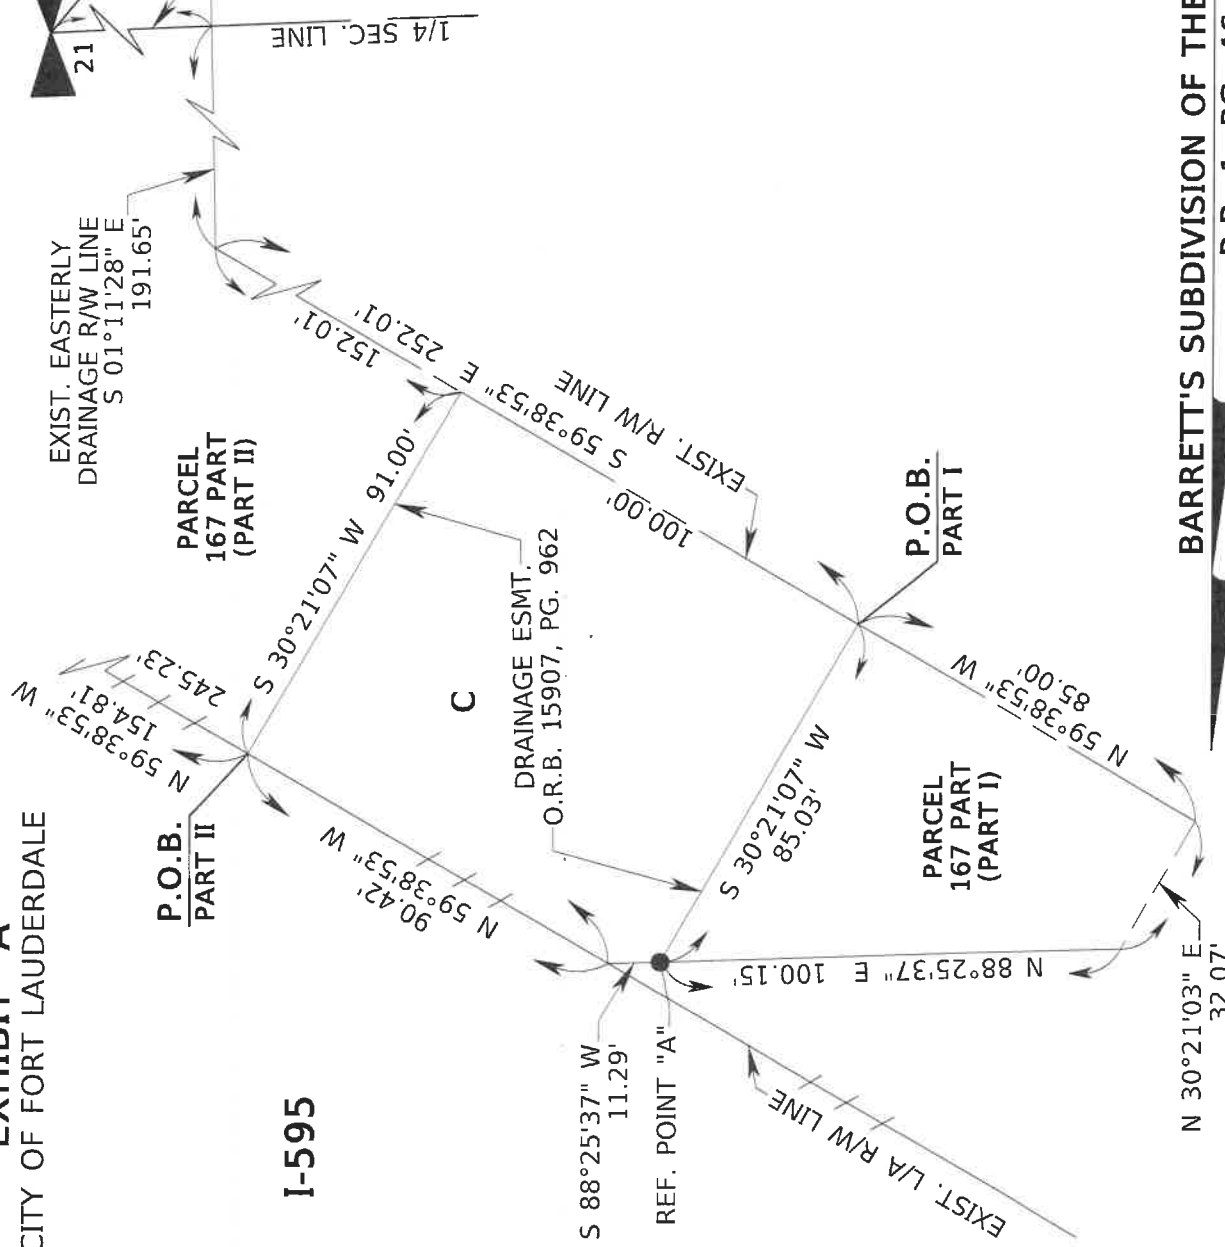 EXHIBIT "A"
CITY OF FORT LAUDERDALE
21
1/4 SEC. LINE
EXIST. EASTERLY
DRAINAGE R/W LINE
S 01°11'28" E
191.65'
PARCEL
167 PART
(PART II)
152.01'
S 59°38'53" E 252.01'
EXIST. R/W LINE
100.00'
S 30°21'07" W 91.00'
245.23'
154.81'
N 59°38'53" W
P.O.B.
PART II
C
DRAINAGE ESMT.
O.R.B. 15907, PG. 962
N 59°38'53" W
90.42'
P.O.B.
PART I
S 30°21'07" W
85.03'
N 59°38'53" W
85.00'
PARCEL
167 PART
(PART I)
N 88°25'37" E 100.15'
S 88°25'37" W
11.29'
REF. POINT "A"
I-595
EXIST. L/A R/W LINE
N 30°21'03" E
32.07'
BARRETT'S SUBDIVISION OF THE